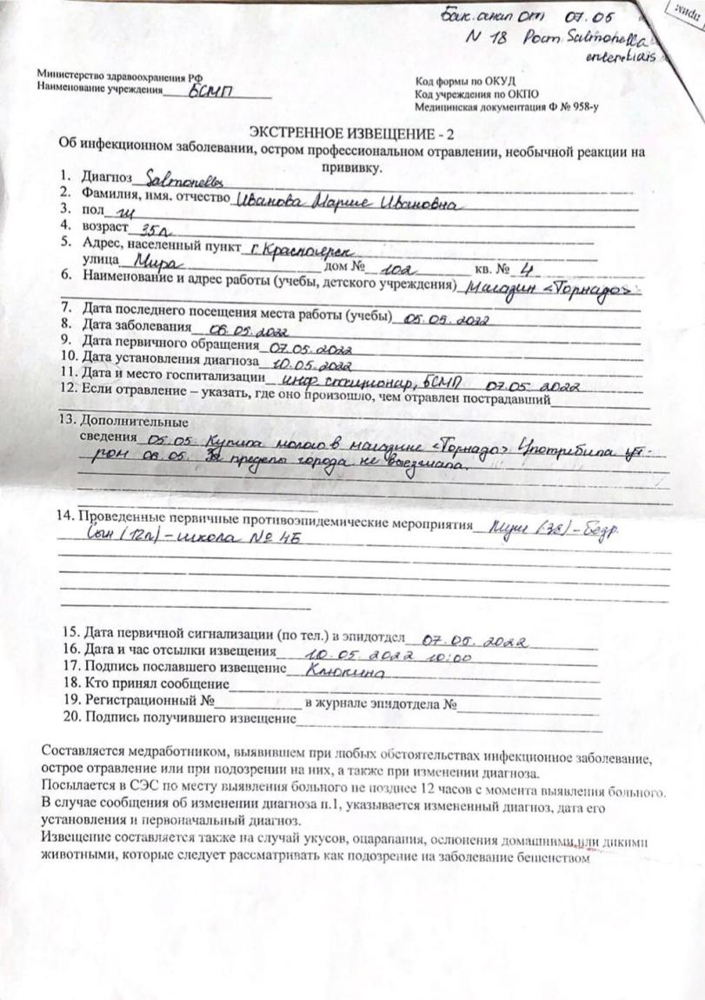 Бак. анал от 07.05
N 18 Рост Salmonella
enteretiais
Министерство здравоохранения РФ
Наименование учреждения БСМП
Код формы по ОКУД
Код учреждения по ОКПО
Медицинская документация Ф № 958-у
ЭКСТРЕННОЕ ИЗВЕЩЕНИЕ - 2
Об инфекционном заболевании, остром профессиональном отравлении, необычной реакции на
прививку.
1. Диагноз Salmonella
2. Фамилия, имя, отчество Иванова Марие Ивановна
3. пол
4. возраст 35л
5. Адрес, населенный пункт г. Красноярск
улица Мира дом № 102 кв. № 4
6. Наименование и адрес работы (учебы, детского учреждения) Магазин «Торнадо»
7. Дата последнего посещения места работы (учебы) 05.05.2022
8. Дата заболевания 06.05.2022
9. Дата первичного обращения 07.05.2022
10. Дата установления диагноза 10.05.2022
11. Дата и место госпитализации инф. стационар, БСМП 07.05.2022
12. Если отравление – указать, где оно произошло, чем отравлен пострадавший
13. Дополнительные
сведения 05.05 Купила молоко в магазине «Торнадо» Употребила ут-
ром 06.05. За пределы города не выезжала.
14. Проведенные первичные противоэпидемические мероприятия Муж (38) – безр.
Сын (12л) – школа № 46
15. Дата первичной сигнализации (по тел.) в эпидотдел 07.05.2022
16. Дата и час отсылки извещения 10.05.2022 10:00
17. Подпись пославшего извещение Клюкина
18. Кто принял сообщение
19. Регистрационный № в журнале эпидотдела №
20. Подпись получившего извещение
Составляется медработником, выявившем при любых обстоятельствах инфекционное заболевание,
острое отравление или при подозрении на них, а также при изменении диагноза.
Посылается в СЭС по месту выявления больного не позднее 12 часов с момента выявления больного.
В случае сообщения об изменении диагноза п.1, указывается измененный диагноз, дата его
установления и первоначальный диагноз.
Извещение составляется также на случай укусов, оцарапания, ослюнения домашними или дикими
животными, которые следует рассматривать как подозрение на заболевание бешенством